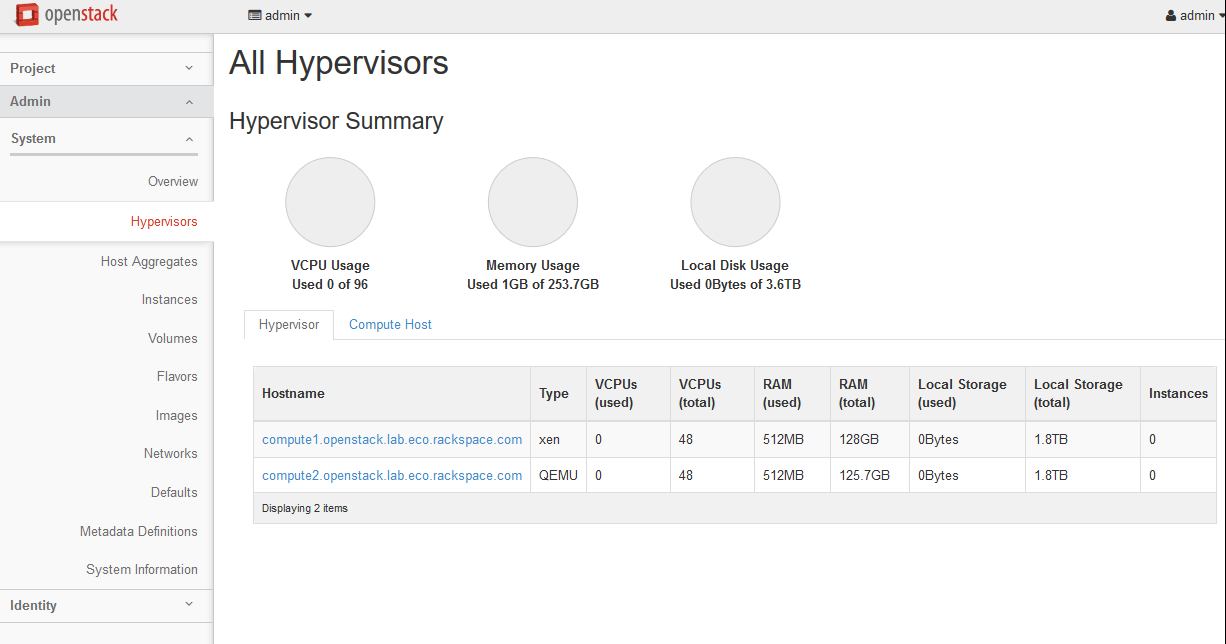 openstack
admin
admin
Project
Admin
System
Overview
Hypervisors
Host Aggregates
Instances
Volumes
Flavors
Images
Networks
Defaults
Metadata Definitions
System Information
Identity
All Hypervisors
Hypervisor Summary
VCPU Usage
Used 0 of 96
Memory Usage
Used 1GB of 253.7GB
Local Disk Usage
Used 0Bytes of 3.6TB
Hypervisor Compute Host
Hostname Type VCPUs (used) VCPUs (total) RAM (used) RAM (total) Local Storage (used) Local Storage (total) Instances
compute1.openstack.lab.eco.rackspace.com xen 0 48 512MB 128GB 0Bytes 1.8TB 0
compute2.openstack.lab.eco.rackspace.com QEMU 0 48 512MB 125.7GB 0Bytes 1.8TB 0
Displaying 2 items